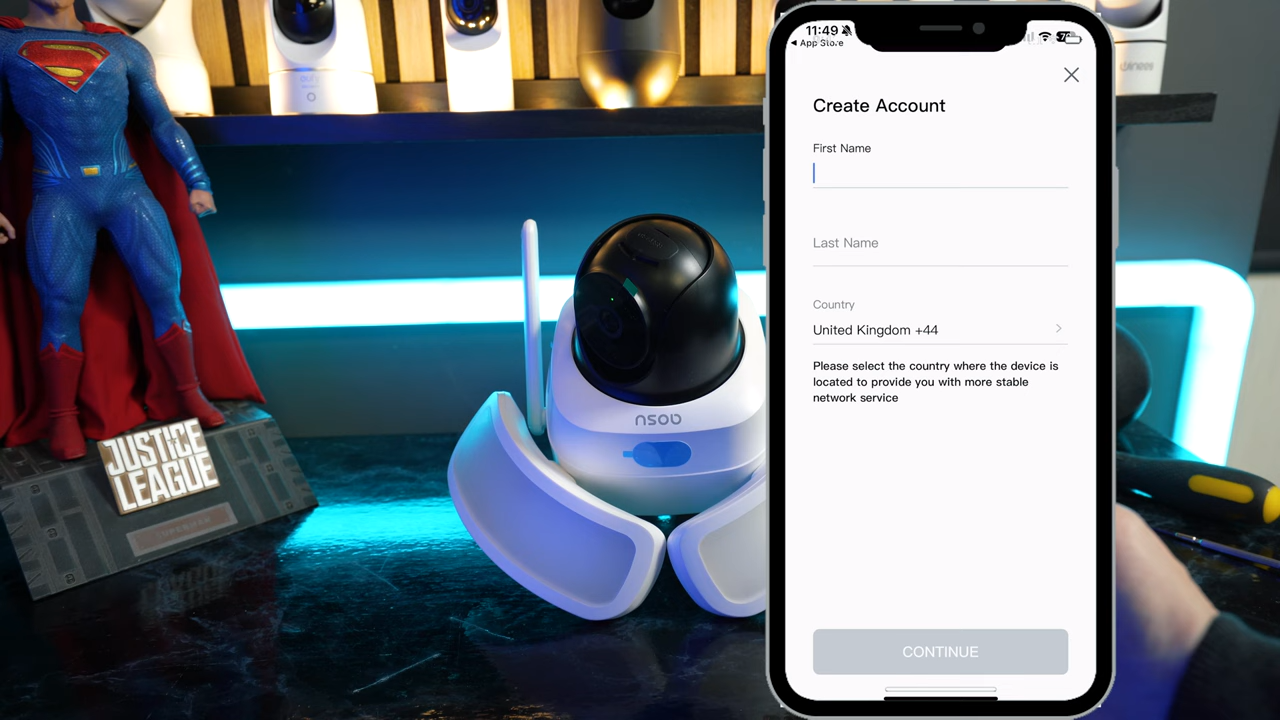 11:49
App Store
Create Account
First Name
Last Name
Country
United Kingdom +44
Please select the country where the device is
located to provide you with more stable
network service
CONTINUE
nsob
JUSTICE
LEAGUE
SUPERMAN